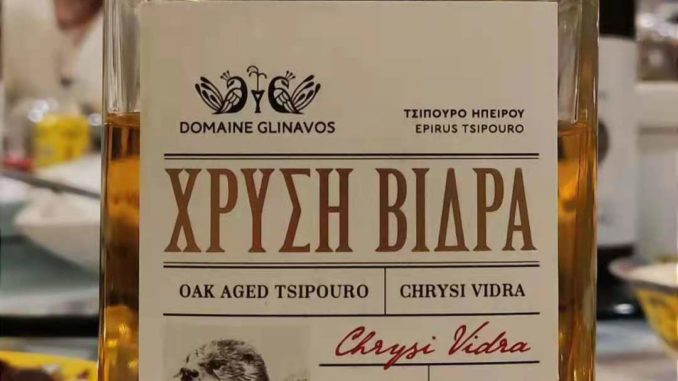 DOMAINE GLINAVOS
ΤΣΙΠΟΥΡΟ ΗΠΕΙΡΟΥ
EPIRUS TSIPOURO
ΧΡΥΣΗ ΒΙΔΡΑ
OAK AGED TSIPOURO
CHRYSI VIDRA
Chrysi Vidra